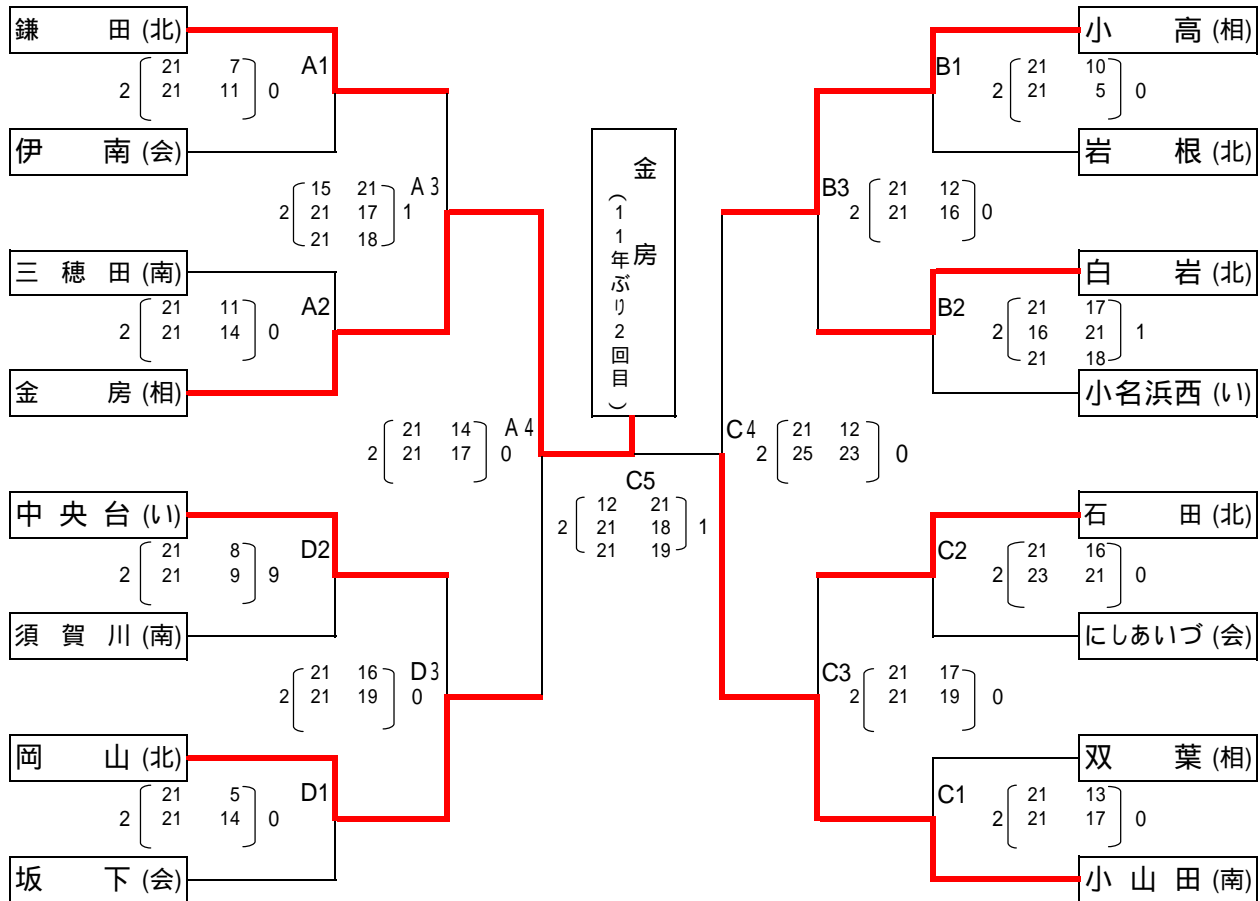 鎌田 (北)
21 7
A1
2 21 11 0
伊南 (会)
15 21 A3
2 21 17 1
21 18
三穂田 (南)
21 11 A2
2 21 14 0
金房 (相)
21 14 A4
2 21 17 0
中央台 (い)
21 8 D2
2 21 9 9
須賀川 (南)
21 16 D3
2 21 19 0
岡山 (北)
21 5 D1
2 21 14 0
坂下 (会)
金房
(11年ぶり2回目)
C5
12 21
2 21 18 1
21 19
小高 (相)
B1 21 10
2 21 5 0
岩根 (北)
B3 21 12
2 21 16 0
白岩 (北)
B2 21 17
2 16 21 1
21 18
小名浜西 (い)
C4 21 12
2 25 23 0
石田 (北)
C2 21 16
2 23 21 0
にしあいづ (会)
C3 21 17
2 21 19 0
双葉 (相)
C1 21 13
2 21 17 0
小山田 (南)